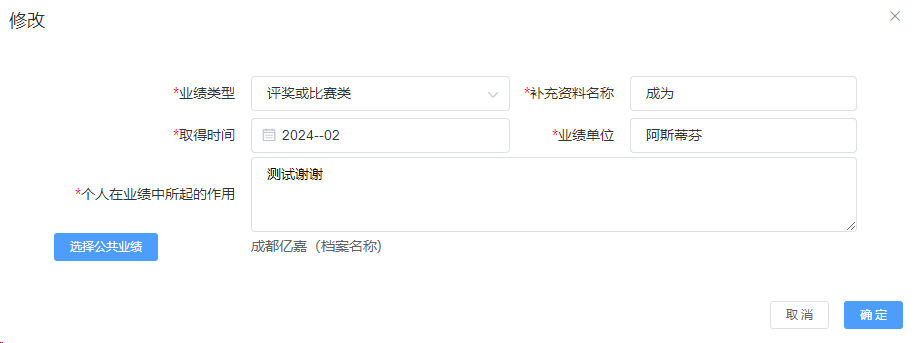 修改
*业绩类型 评奖或比赛类 *补充资料名称 成为
*取得时间 2024--02 *业绩单位 阿斯蒂芬
*个人在业绩中所起的作用 测试谢谢
选择公共业绩 成都亿嘉（档案名称）
取消 确定